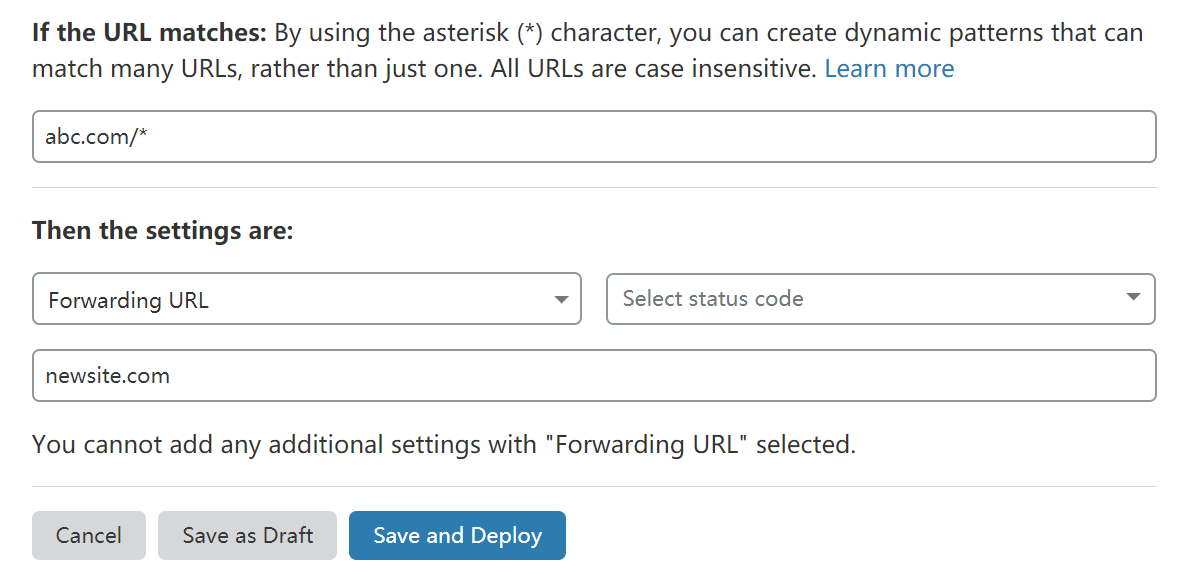 If the URL matches: By using the asterisk (*) character, you can create dynamic patterns that can
match many URLs, rather than just one. All URLs are case insensitive. Learn more
abc.com/*
Then the settings are:
Forwarding URL
Select status code
newsite.com
You cannot add any additional settings with "Forwarding URL" selected.
Cancel
Save as Draft
Save and Deploy